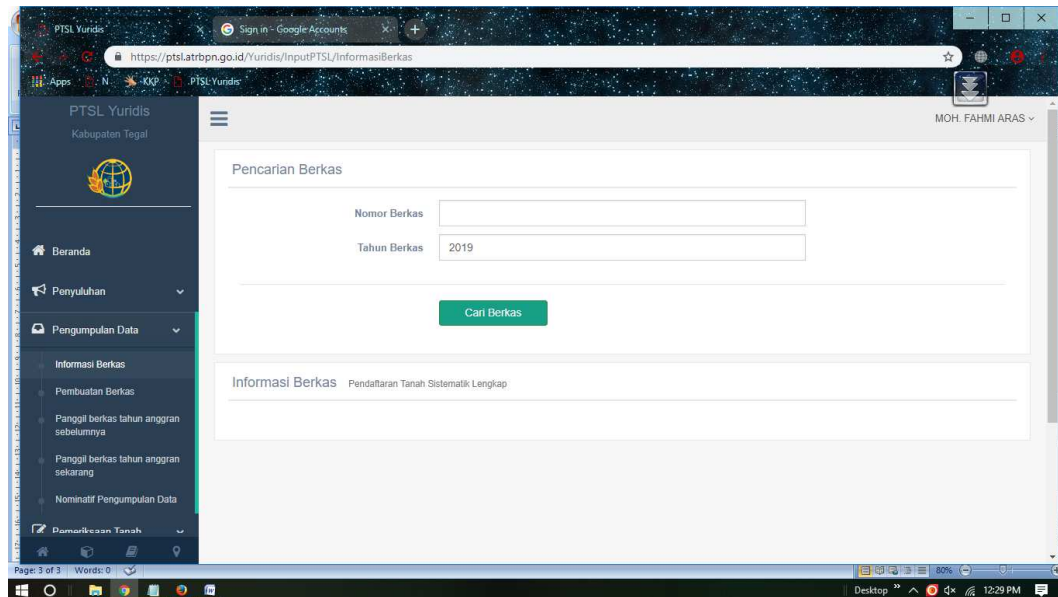 PTSL Yuridis
Sign in - Google Accounts
https://ptsl.atrbpn.go.id/Yuridis/InputPTSL/InformasiBerkas
Apps
N
KKP
PTSL Yuridis
PTSL Yuridis
Kabupaten Tegal
MOH. FAHMI ARAS
Beranda
Penyuluhan
Pengumpulan Data
Informasi Berkas
Pembuatan Berkas
Panggil berkas tahun anggran
sebelumnya
Panggil berkas tahun anggran
sekarang
Nominatif Pengumpulan Data
Pemeriksaan Tanah
Pencarian Berkas
Nomor Berkas
Tahun Berkas 2019
Cari Berkas
Informasi Berkas Pendaftaran Tanah Sistematik Lengkap
Page: 3 of 3 Words: 0 80%
Desktop 12:29 PM